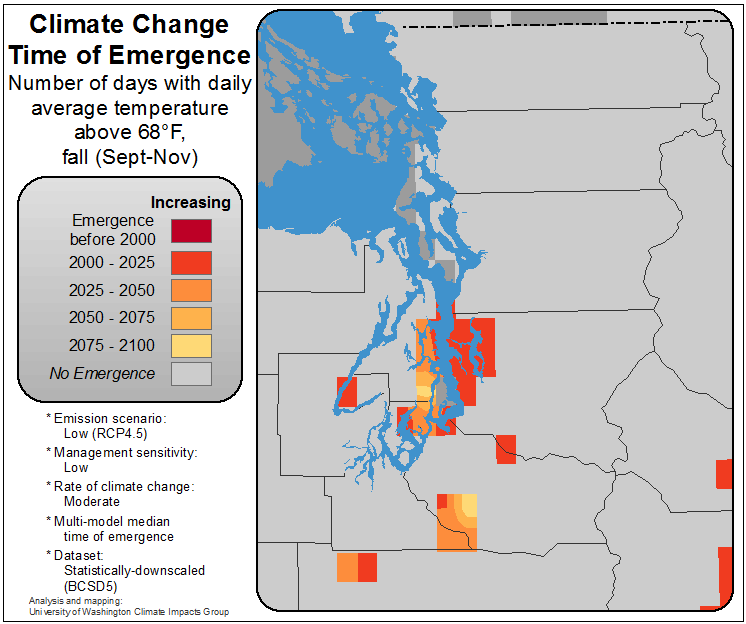 Climate Change
Time of Emergence
Number of days with daily
average temperature
above 68°F,
fall (Sept-Nov)
Increasing
Emergence
before 2000
2000 - 2025
2025 - 2050
2050 - 2075
2075 - 2100
No Emergence
* Emission scenario:
Low (RCP4.5)
* Management sensitivity:
Low
* Rate of climate change:
Moderate
* Multi-model median
time of emergence
* Dataset:
Statistically-downscaled
(BCSD5)
Analysis and mapping:
University of Washington Climate Impacts Group